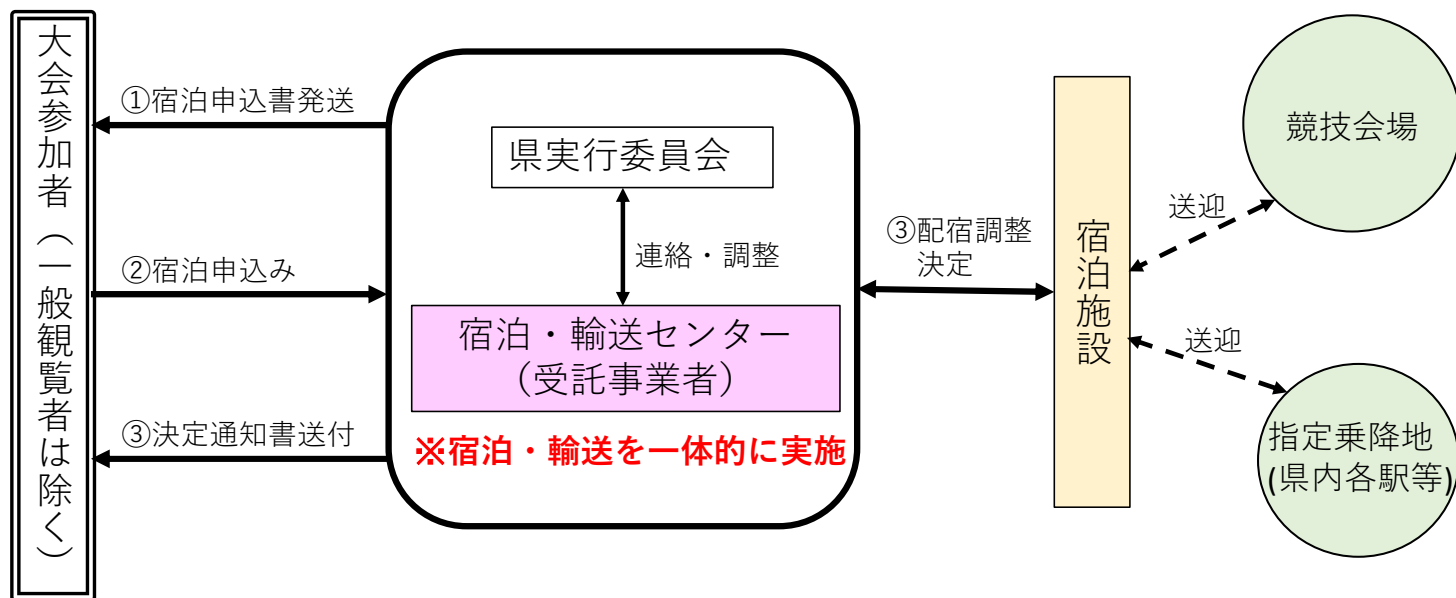 大会参加者（一般観覧者は除く）
①宿泊申込書発送
②宿泊申込み
③決定通知書送付
県実行委員会
連絡・調整
宿泊・輸送センター
（受託事業者）
※宿泊・輸送を一体的に実施
③配宿調整
決定
宿泊施設
送迎
競技会場
送迎
指定乗降地
(県内各駅等)